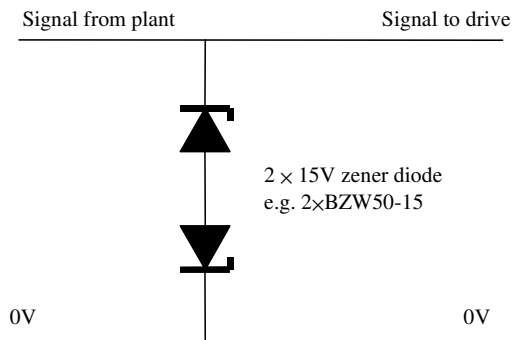 Signal from plant
Signal to drive
2 × 15V zener diode
e.g. 2×BZW50-15
0V
0V